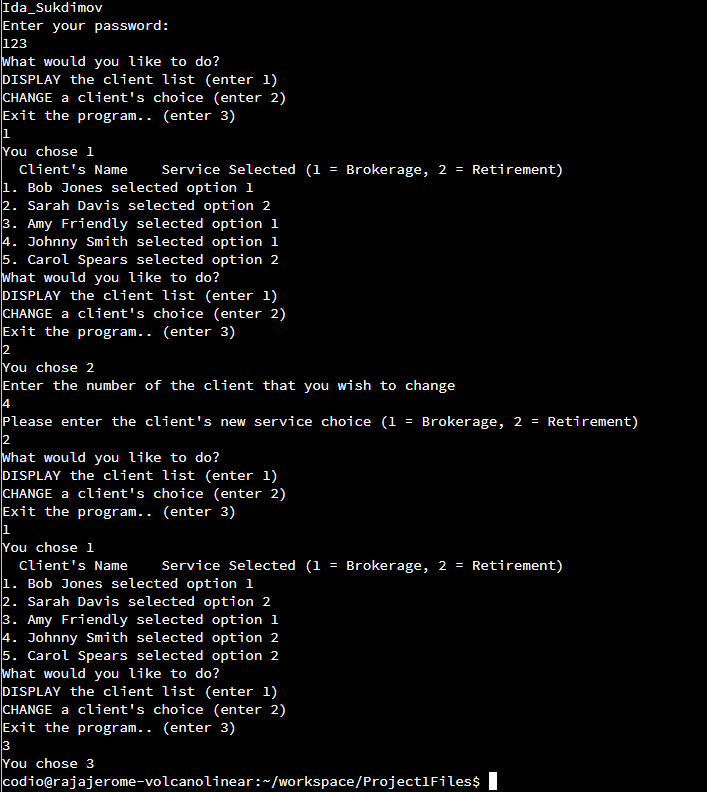 Ida_Sukdimov
Enter your password:
123
What would you like to do?
DISPLAY the client list (enter 1)
CHANGE a client's choice (enter 2)
Exit the program.. (enter 3)
1
You chose 1
  Client's Name    Service Selected (1 = Brokerage, 2 = Retirement)
1. Bob Jones selected option 1
2. Sarah Davis selected option 2
3. Amy Friendly selected option 1
4. Johnny Smith selected option 1
5. Carol Spears selected option 2
What would you like to do?
DISPLAY the client list (enter 1)
CHANGE a client's choice (enter 2)
Exit the program.. (enter 3)
2
You chose 2
Enter the number of the client that you wish to change
4
Please enter the client's new service choice (1 = Brokerage, 2 = Retirement)
2
What would you like to do?
DISPLAY the client list (enter 1)
CHANGE a client's choice (enter 2)
Exit the program.. (enter 3)
1
You chose 1
  Client's Name    Service Selected (1 = Brokerage, 2 = Retirement)
1. Bob Jones selected option 1
2. Sarah Davis selected option 2
3. Amy Friendly selected option 1
4. Johnny Smith selected option 2
5. Carol Spears selected option 2
What would you like to do?
DISPLAY the client list (enter 1)
CHANGE a client's choice (enter 2)
Exit the program.. (enter 3)
3
You chose 3
codio@rajajerome-volcanolinear:~/workspace/Project1Files$